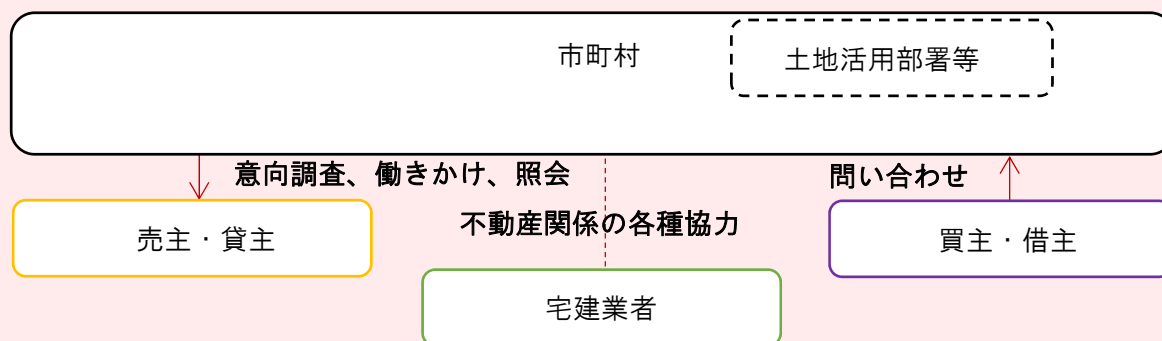 市町村
土地活用部署等
意向調査、働きかけ、照会
問い合わせ
不動産関係の各種協力
売主・貸主
買主・借主
宅建業者